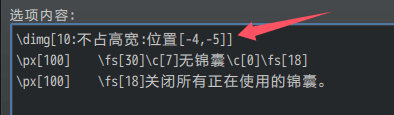 选项内容:
\dimg[10:不占高宽:位置[-4,-5]]
\px[100]    \fs[30]\c[7]无锦囊\c[0]\fs[18]
\px[100]    \fs[18]关闭所有正在使用的锦囊。